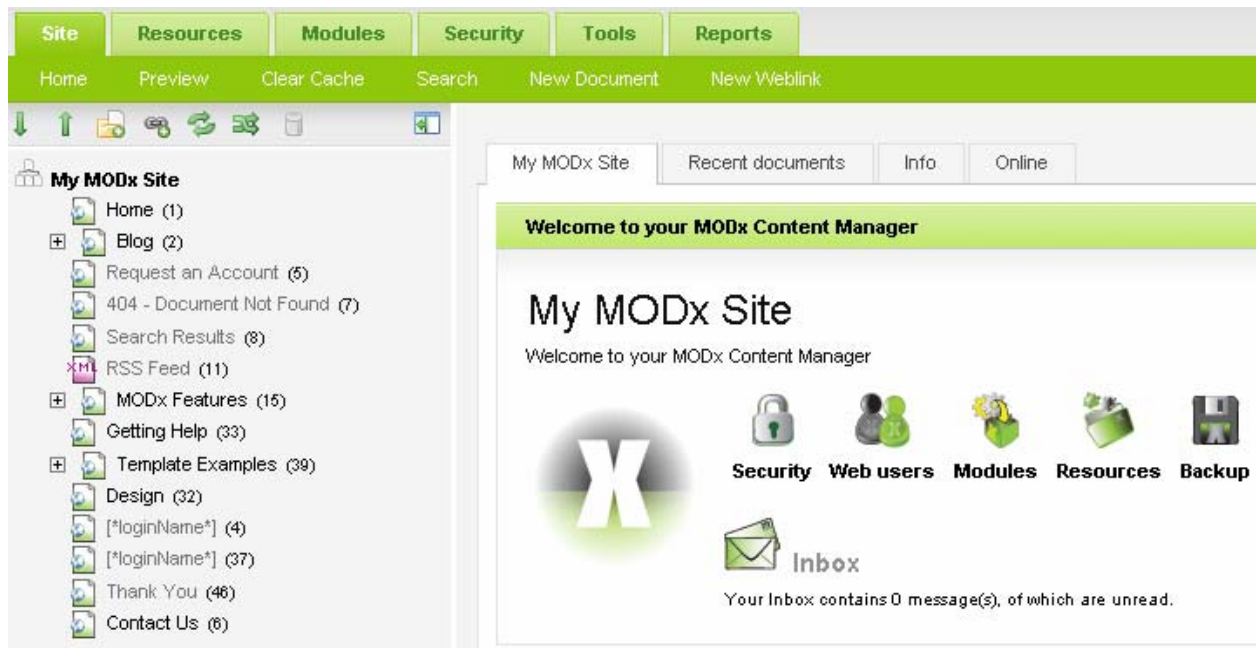 Site Resources Modules Security Tools Reports
Home Preview Clear Cache Search New Document New Weblink
My MODx Site
Home (1)
Blog (2)
Request an Account (5)
404 - Document Not Found (7)
Search Results (8)
XML RSS Feed (11)
MODx Features (15)
Getting Help (33)
Template Examples (39)
Design (32)
[*loginName*] (4)
[*loginName*] (37)
Thank You (46)
Contact Us (6)
My MODx Site Recent documents Info Online
Welcome to your MODx Content Manager
My MODx Site
Welcome to your MODx Content Manager
X
Security Web users Modules Resources Backup
Inbox
Your Inbox contains 0 message(s), of which are unread.